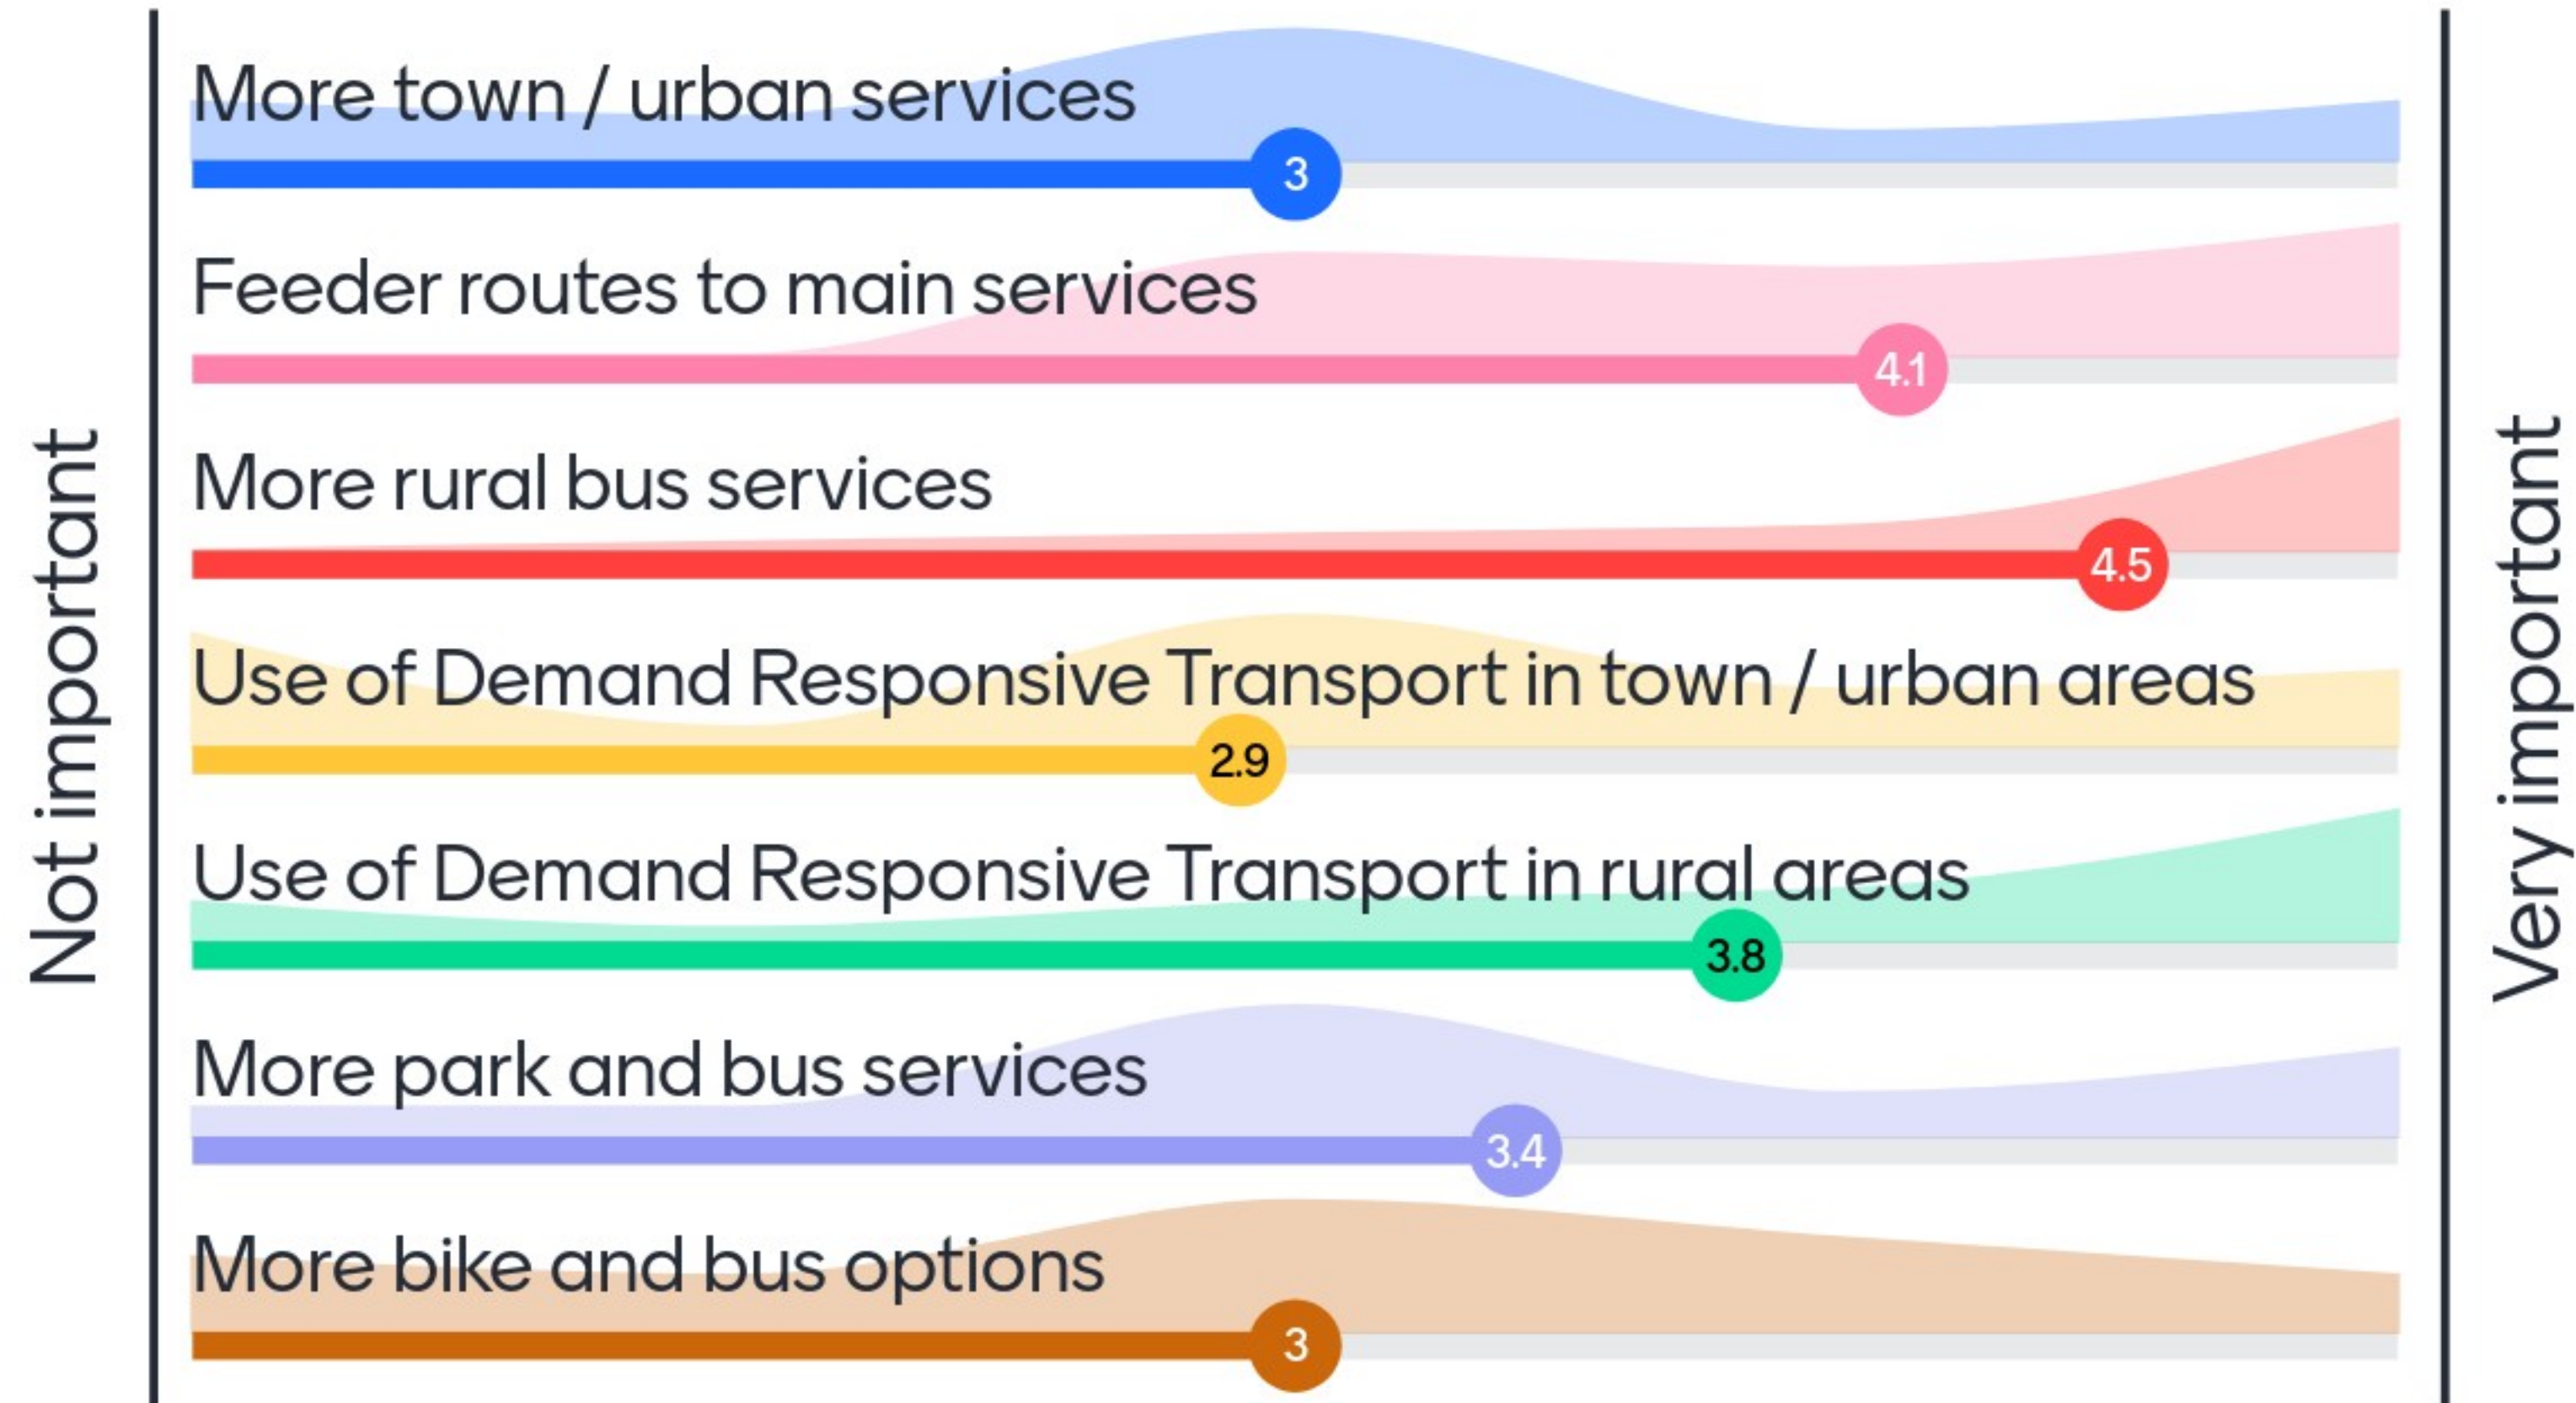 More town / urban services
3
Feeder routes to main services
4.1
More rural bus services
4.5
Use of Demand Responsive Transport in town / urban areas
2.9
Use of Demand Responsive Transport in rural areas
3.8
More park and bus services
3.4
More bike and bus options
3
Not important
Very important